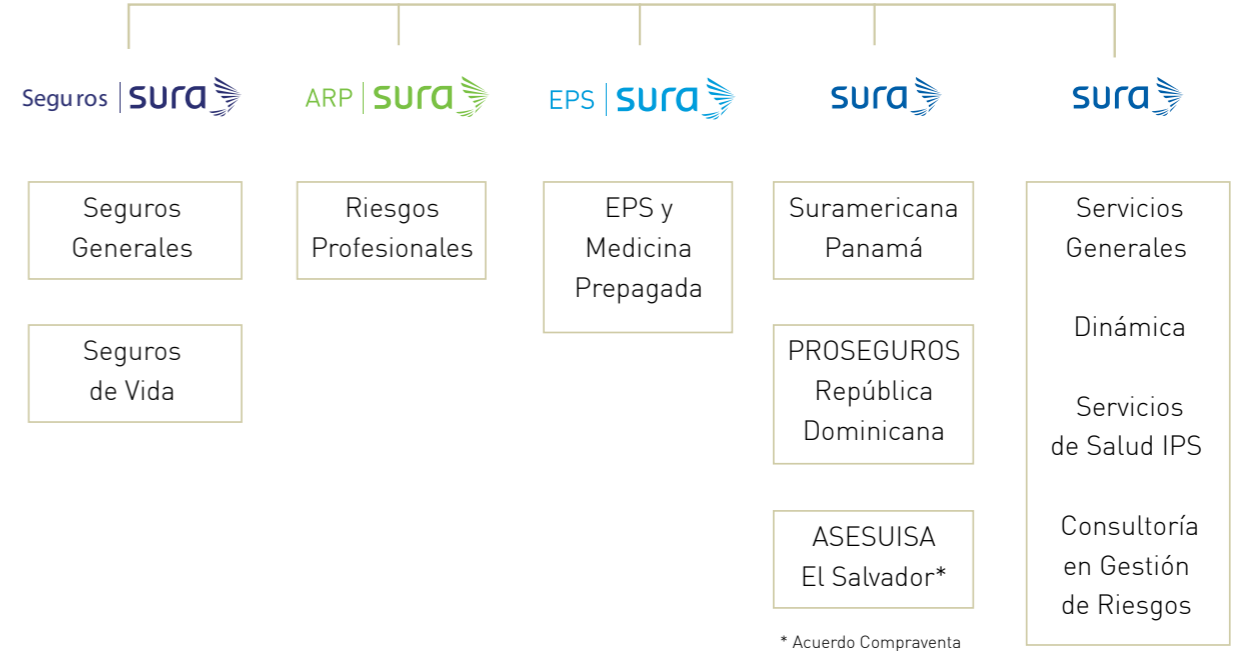 Seguros | sura
ARP | sura
EPS | sura
sura
sura
Seguros
Generales
Seguros
de Vida
Riesgos
Profesionales
EPS y
Medicina
Prepagada
Suramericana
Panamá
PROSEGUROS
República
Dominicana
ASESUISA
El Salvador*
* Acuerdo Compraventa
Servicios
Generales
Dinámica
Servicios
de Salud IPS
Consultoría
en Gestión
de Riesgos